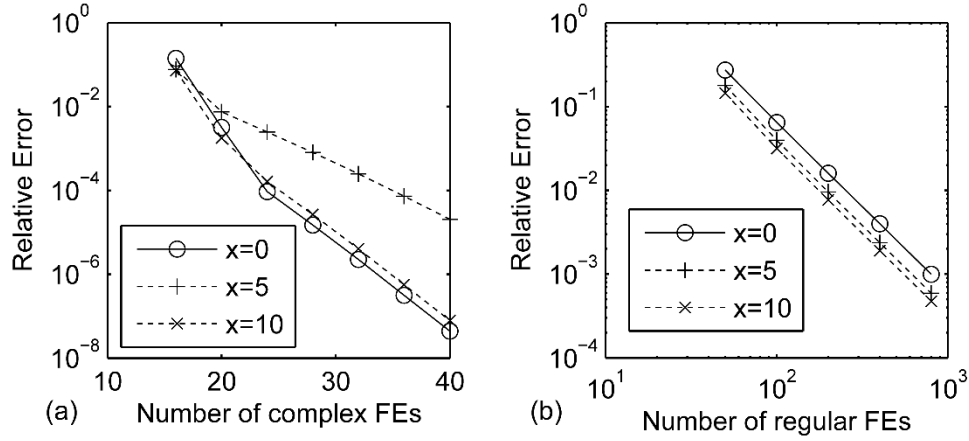 10^0
10^-2
10^-4
10^-6
10^-8
Relative Error
x=0
x=5
x=10
10
20
30
40
(a)
Number of complex FEs
10^0
10^-1
10^-2
10^-3
10^-4
Relative Error
x=0
x=5
x=10
10^1
10^2
10^3
(b)
Number of regular FEs